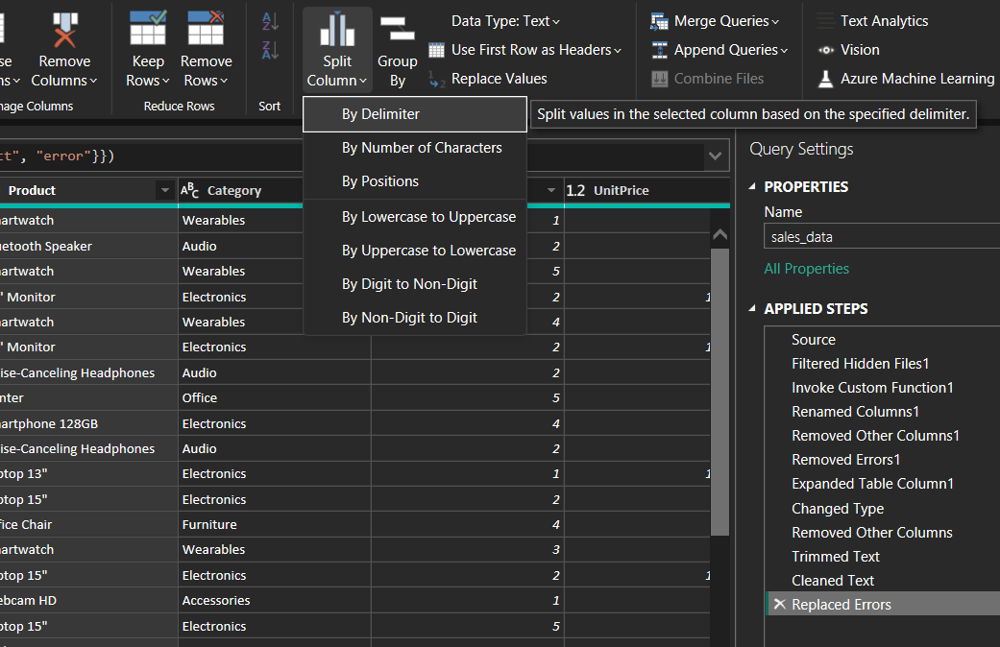 se
ns
Remove
Columns
nage Columns
Keep
Rows
Remove
Rows
Reduce Rows
A
Z
Z
A
Sort
Split
Column
Group
By
Data Type: Text
Use First Row as Headers
1
2
Replace Values
Merge Queries
Append Queries
Combine Files
Text Analytics
Vision
Azure Machine Learning
By Delimiter
By Number of Characters
By Positions
By Lowercase to Uppercase
By Uppercase to Lowercase
By Digit to Non-Digit
By Non-Digit to Digit
Split values in the selected column based on the specified delimiter.
ct", "error"}})
Product
ABC Category
1.2 UnitPrice
artwatch Wearables 1
uetooth Speaker Audio 2
artwatch Wearables 5
" Monitor Electronics 2 1
artwatch Wearables 4
" Monitor Electronics 2 1
ise-Canceling Headphones Audio 2
nter Office 5
artphone 128GB Electronics 4
ise-Canceling Headphones Audio 2
ptop 13" Electronics 1 1
ptop 15" Electronics 2
fice Chair Furniture 4
artwatch Wearables 3
ptop 15" Electronics 2 1
ebcam HD Accessories 1
ptop 15" Electronics 5
Query Settings
PROPERTIES
Name
sales_data
All Properties
APPLIED STEPS
Source
Filtered Hidden Files1
Invoke Custom Function1
Renamed Columns1
Removed Other Columns1
Removed Errors1
Expanded Table Column1
Changed Type
Removed Other Columns
Trimmed Text
Cleaned Text
Replaced Errors